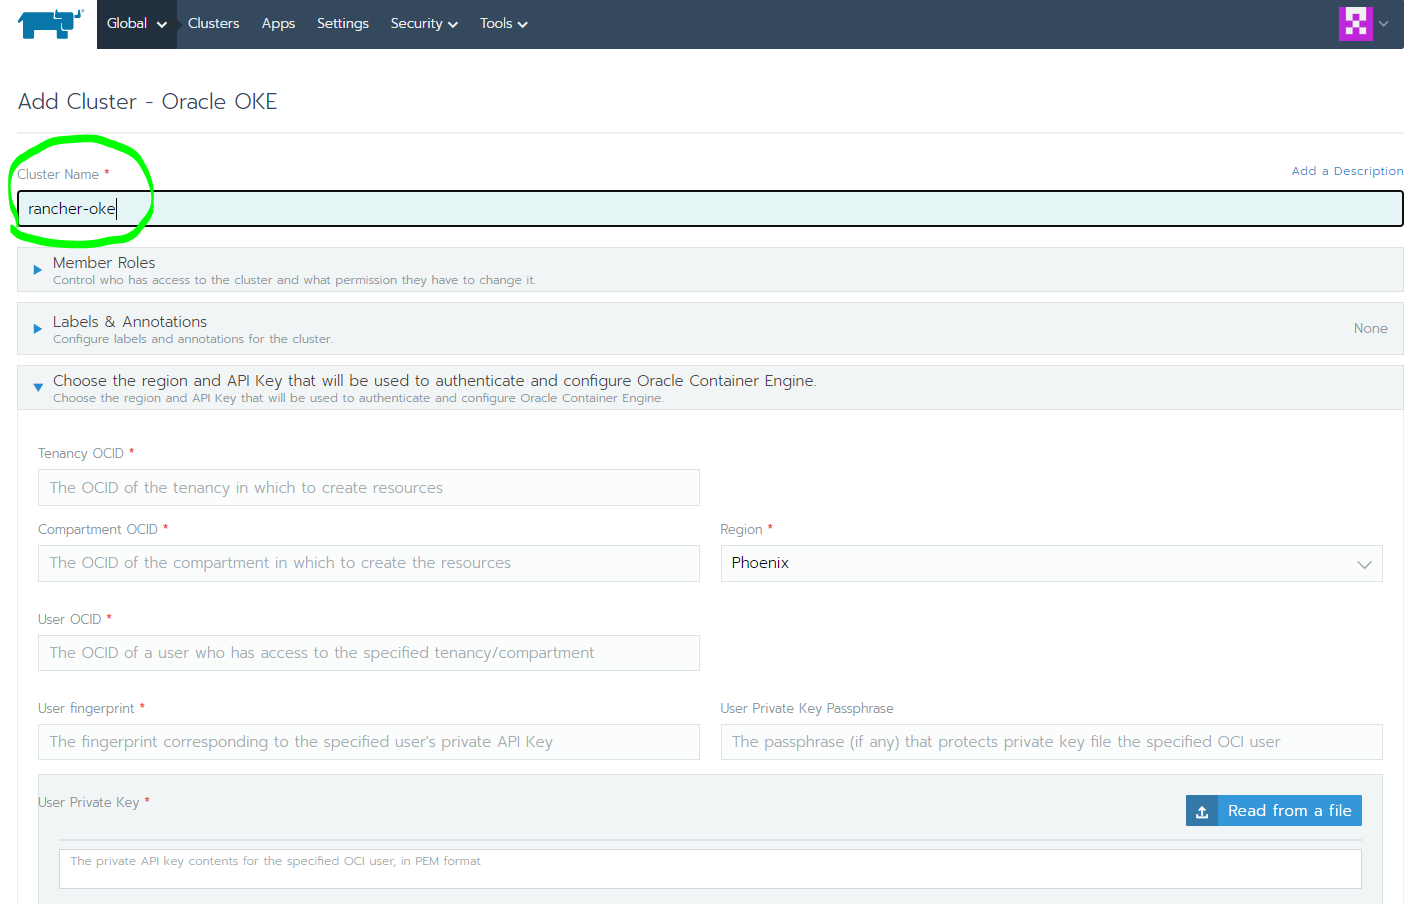 Global Clusters Apps Settings Security Tools
Add Cluster - Oracle OKE
Cluster Name *
Add a Description
rancher-oke
Member Roles
Control who has access to the cluster and what permission they have to change it.
Labels & Annotations
Configure labels and annotations for the cluster.
None
Choose the region and API Key that will be used to authenticate and configure Oracle Container Engine.
Choose the region and API Key that will be used to authenticate and configure Oracle Container Engine.
Tenancy OCID *
The OCID of the tenancy in which to create resources
Compartment OCID *
Region *
The OCID of the compartment in which to create the resources
Phoenix
User OCID *
The OCID of a user who has access to the specified tenancy/compartment
User fingerprint *
User Private Key Passphrase
The fingerprint corresponding to the specified user's private API Key
The passphrase (if any) that protects private key file the specified OCI user
User Private Key *
Read from a file
The private API key contents for the specified OCI user, in PEM format